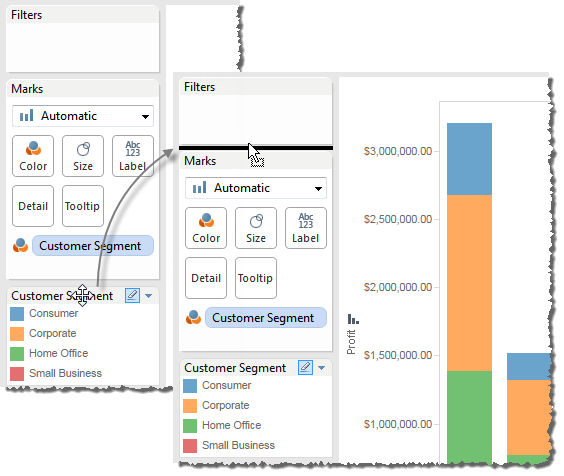 Filters
Marks
Automatic
Color
Size
Abc
123
Label
Detail
Tooltip
Customer Segment
Customer Segment
Consumer
Corporate
Home Office
Small Business
Filters
Marks
Automatic
Color
Size
Abc
123
Label
Detail
Tooltip
Customer Segment
Customer Segment
Consumer
Corporate
Home Office
Small Business
Profit
$3,000,000.00
$2,500,000.00
$2,000,000.00
$1,500,000.00
$1,000,000.00